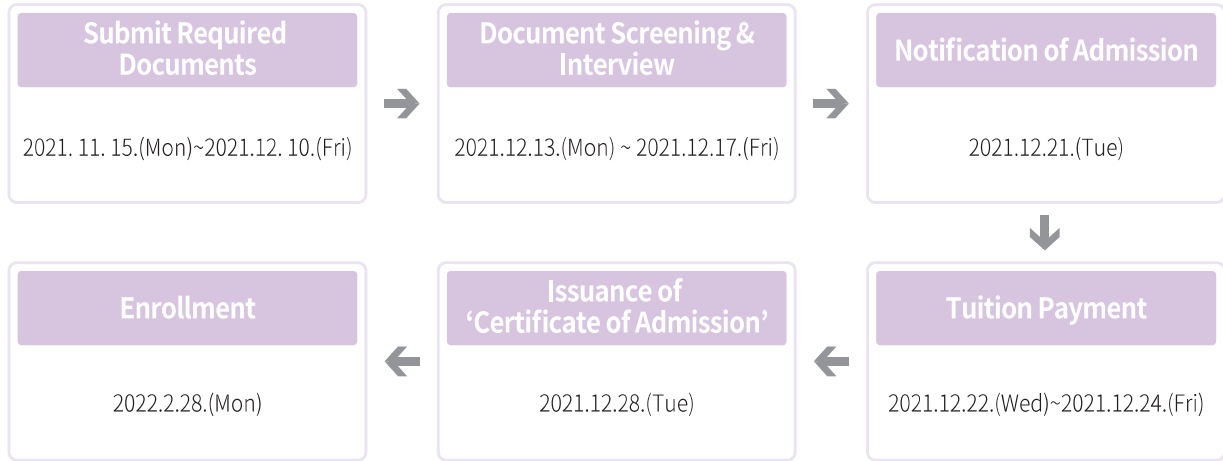 Submit Required
Documents
2021. 11. 15.(Mon)~2021.12. 10.(Fri)
Document Screening &
Interview
2021.12.13.(Mon) ~ 2021.12.17.(Fri)
Notification of Admission
2021.12.21.(Tue)
Tuition Payment
2021.12.22.(Wed)~2021.12.24.(Fri)
Issuance of
‘Certificate of Admission’
2021.12.28.(Tue)
Enrollment
2022.2.28.(Mon)